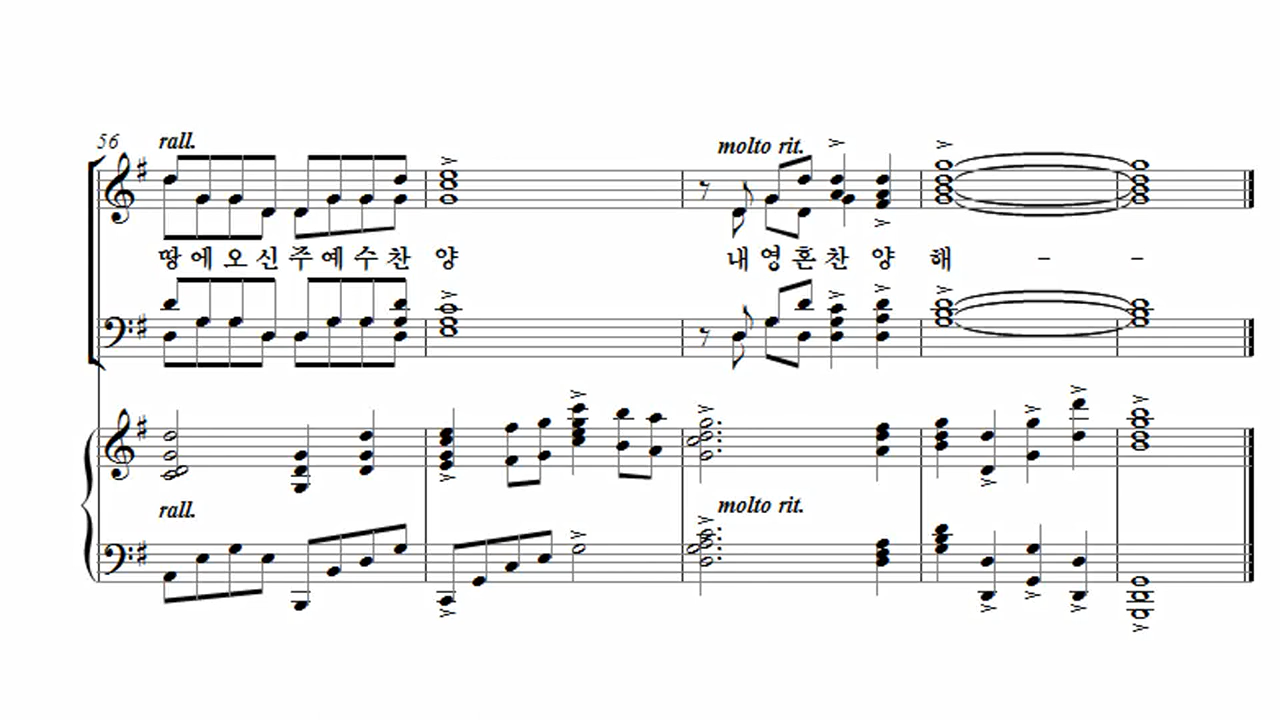 56 rall. molto rit.
땅에오신주예수찬 양 내영혼찬 양 해 - -
rall. molto rit.